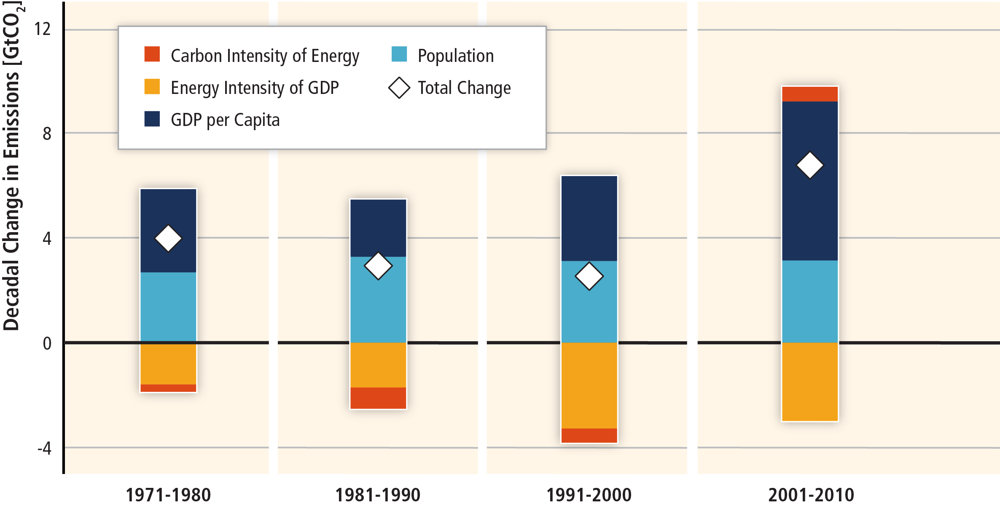 Decadal Change in Emissions [GtCO₂]
12
8
4
0
-4
Carbon Intensity of Energy
Energy Intensity of GDP
GDP per Capita
Population
Total Change
1971-1980
1981-1990
1991-2000
2001-2010